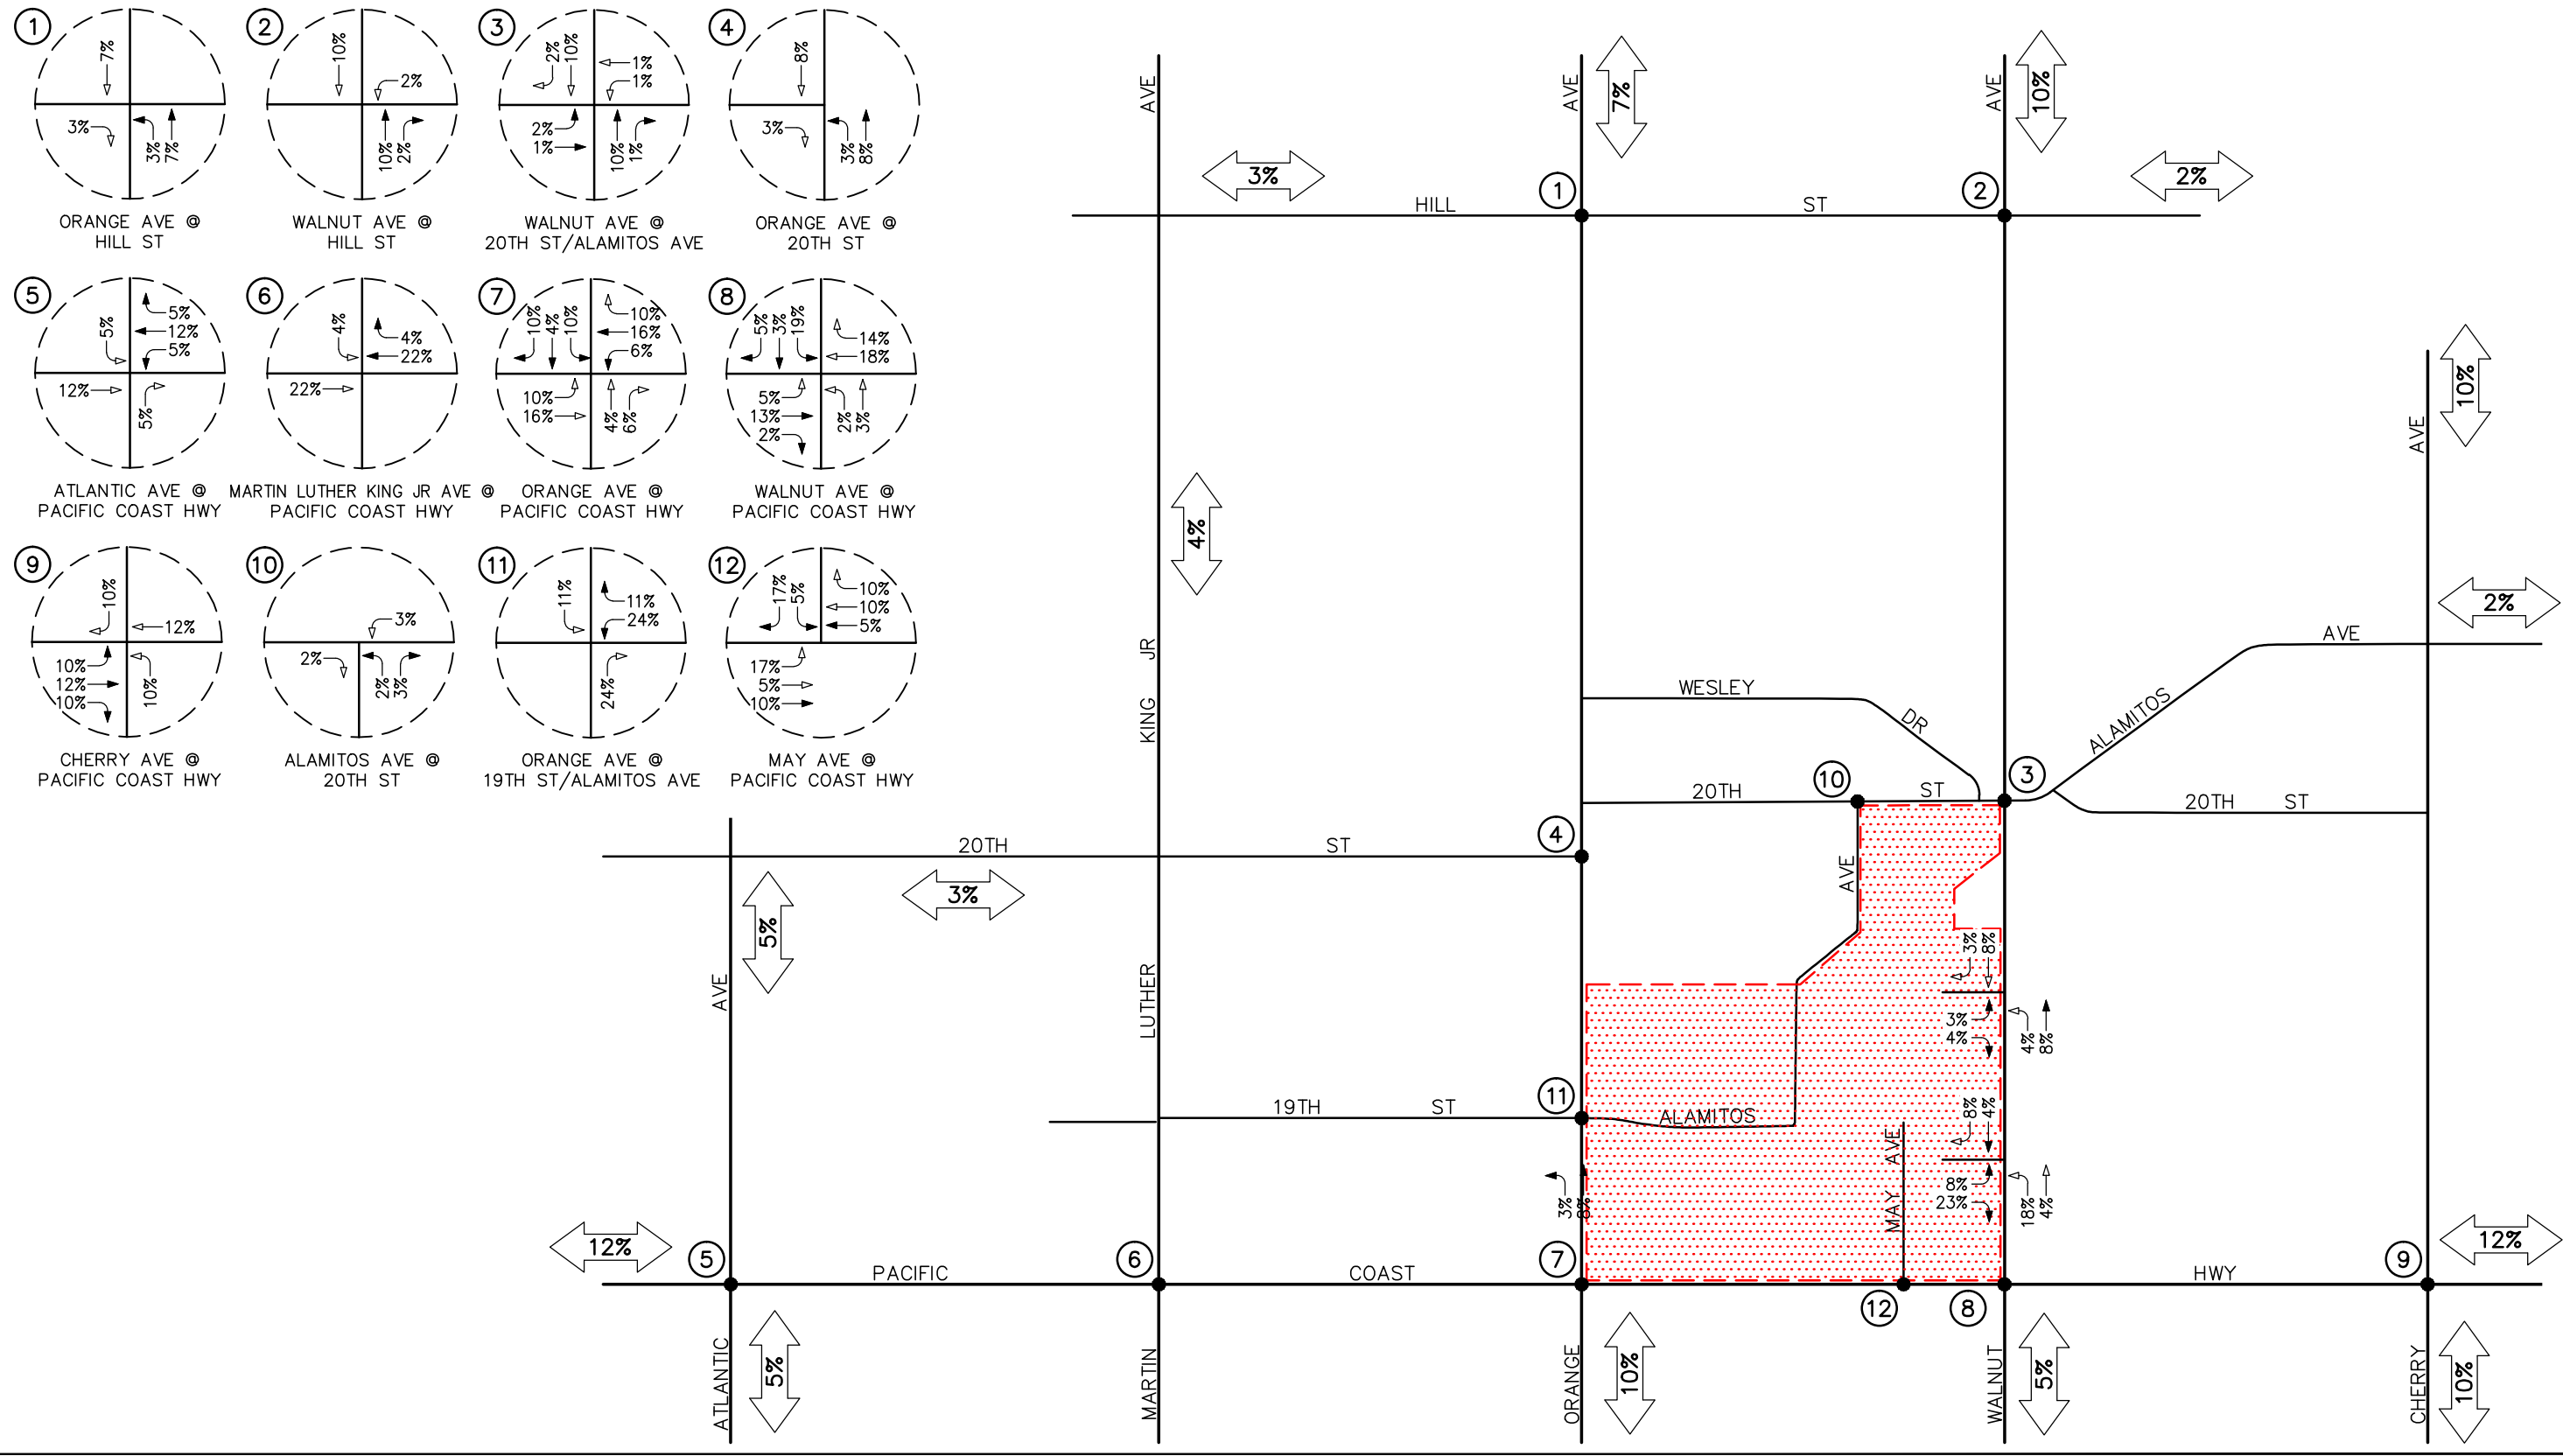 1
7%
3%
3%
7%
ORANGE AVE @
HILL ST
2
10%
2%
10%
2%
WALNUT AVE @
HILL ST
3
2%
10%
1%
1%
2%
1%
10%
1%
WALNUT AVE @
20TH ST/ALAMITOS AVE
4
8%
3%
3%
8%
ORANGE AVE @
20TH ST
5
5%
5%
12%
5%
12%
5%
ATLANTIC AVE @
PACIFIC COAST HWY
6
4%
4%
22%
22%
MARTIN LUTHER KING JR AVE @
PACIFIC COAST HWY
7
10%
4%
10%
10%
16%
6%
10%
16%
4%
6%
ORANGE AVE @
PACIFIC COAST HWY
8
5%
3%
19%
14%
18%
5%
13%
2%
2%
3%
WALNUT AVE @
PACIFIC COAST HWY
9
10%
12%
10%
12%
10%
10%
CHERRY AVE @
PACIFIC COAST HWY
10
3%
2%
2%
3%
ALAMITOS AVE @
20TH ST
11
11%
11%
24%
24%
ORANGE AVE @
19TH ST/ALAMITOS AVE
12
17%
5%
10%
10%
5%
17%
5%
10%
MAY AVE @
PACIFIC COAST HWY
AVE
AVE
7%
AVE
10%
3%
1
2
2%
HILL ST
10%
AVE
4%
2%
AVE
JR
KING
WESLEY DR
ALAMITOS
10
3
20TH ST
20TH ST
4
20TH ST
AVE
3%
5%
AVE
LUTHER
3%
8%
3%
4%
4%
8%
11
19TH ST
ALAMITOS
8%
4%
MAY AVE
8%
23%
18%
4%
3%
8%
12%
5
6
7
9
12%
PACIFIC COAST HWY
12
8
ATLANTIC
5%
MARTIN
ORANGE
10%
WALNUT
5%
CHERRY
10%